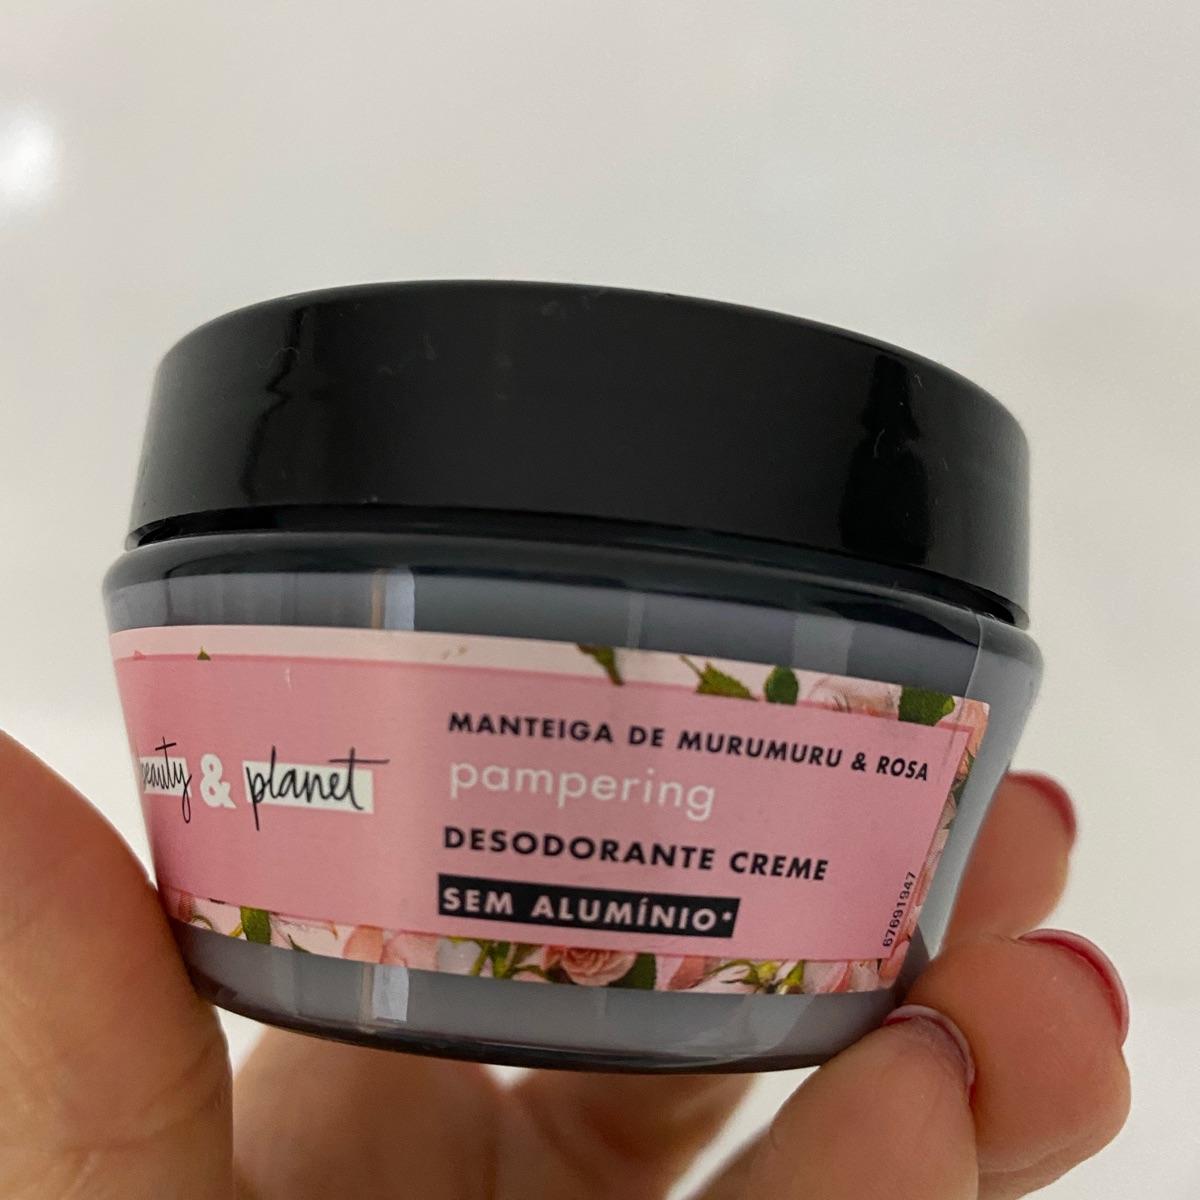 beauty & planet
MANTEIGA DE MURUMURU & ROSA
pampering
DESODORANTE CREME
SEM ALUMÍNIO*
67691947